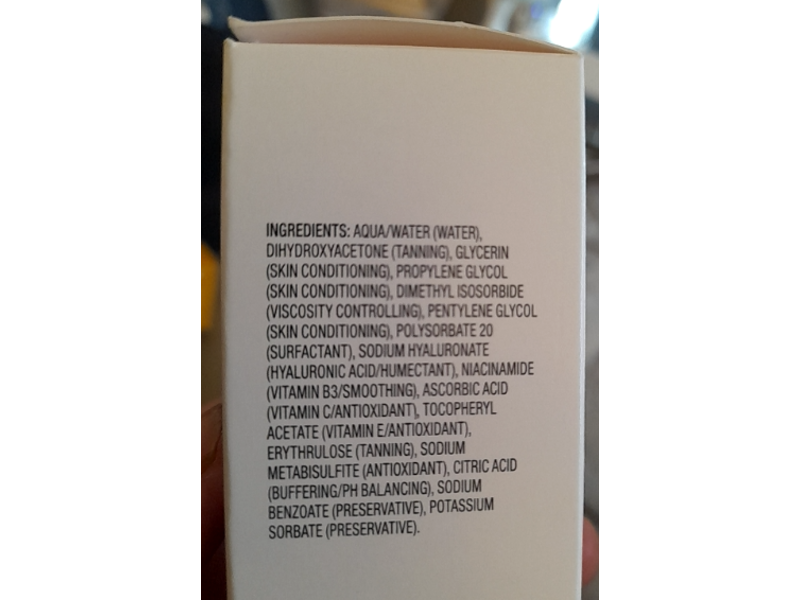 INGREDIENTS: AQUA/WATER (WATER),
DIHYDROXYACETONE (TANNING), GLYCERIN
(SKIN CONDITIONING), PROPYLENE GLYCOL
(SKIN CONDITIONING), DIMETHYL ISOSORBIDE
(VISCOSITY CONTROLLING), PENTYLENE GLYCOL
(SKIN CONDITIONING), POLYSORBATE 20
(SURFACTANT), SODIUM HYALURONATE
(HYALURONIC ACID/HUMECTANT), NIACINAMIDE
(VITAMIN B3/SMOOTHING), ASCORBIC ACID
(VITAMIN C/ANTIOXIDANT), TOCOPHERYL
ACETATE (VITAMIN E/ANTIOXIDANT),
ERYTHRULOSE (TANNING), SODIUM
METABISULFITE (ANTIOXIDANT), CITRIC ACID
(BUFFERING/PH BALANCING), SODIUM
BENZOATE (PRESERVATIVE), POTASSIUM
SORBATE (PRESERVATIVE).